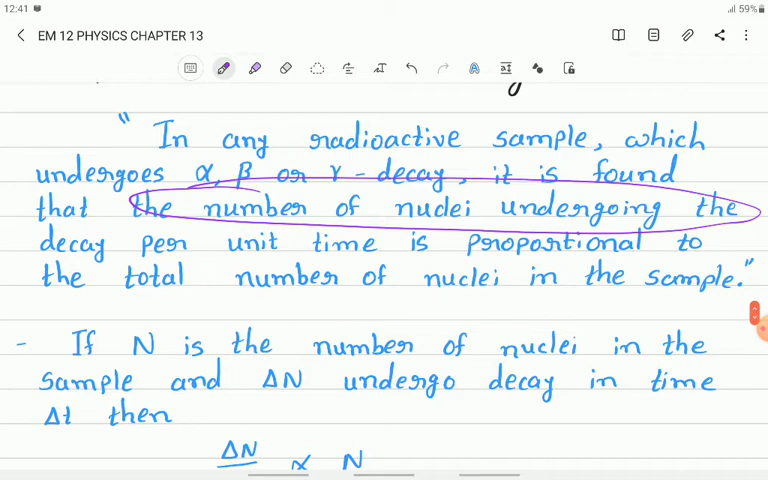 12:41
59%
EM 12 PHYSICS CHAPTER 13
" In any radioactive sample, which
undergoes α, β or γ - decay, it is found
that the number of nuclei undergoing the
decay per unit time is proportional to
the total number of nuclei in the sample."
- If N is the number of nuclei in the
sample and ΔN undergo decay in time
Δt then
ΔN ∝ N